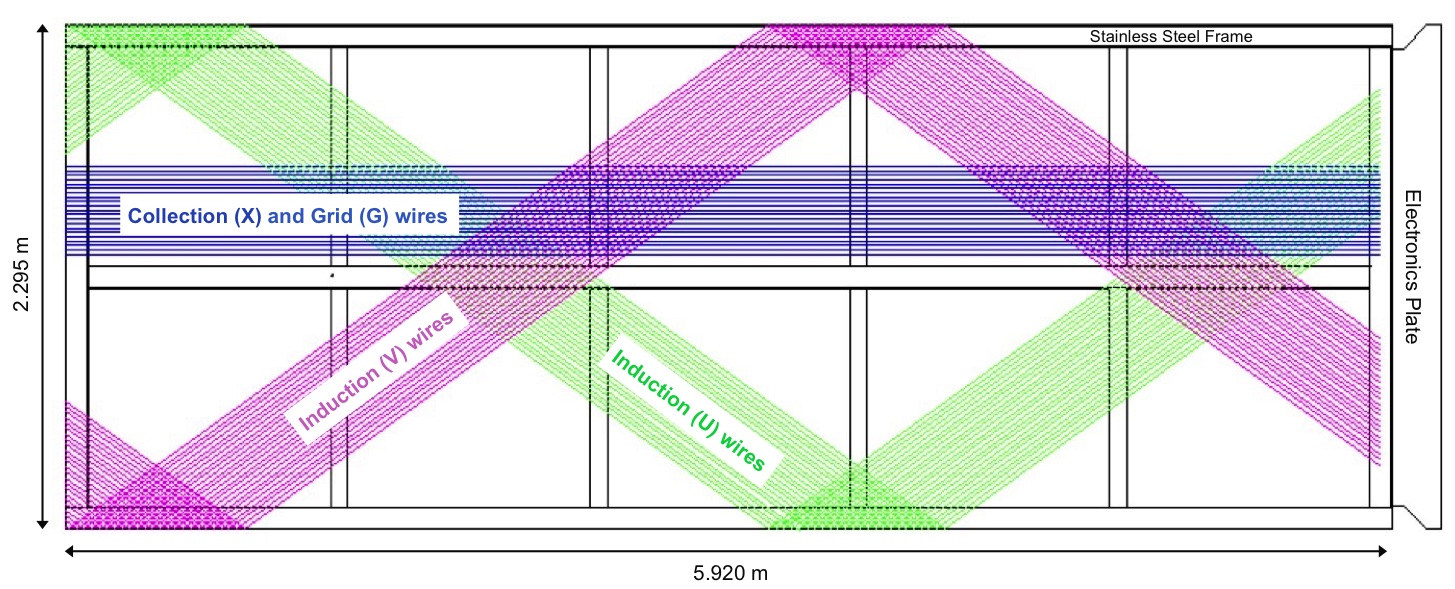 Stainless Steel Frame
Collection (X) and Grid (G) wires
Electronics Plate
2.295 m
Induction (V) wires
Induction (U) wires
5.920 m